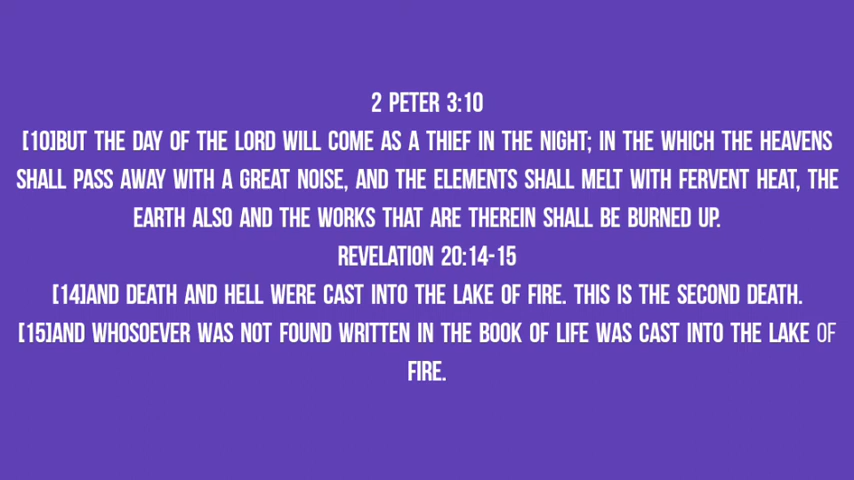 2 PETER 3:10
[10]BUT THE DAY OF THE LORD WILL COME AS A THIEF IN THE NIGHT; IN THE WHICH THE HEAVENS
SHALL PASS AWAY WITH A GREAT NOISE, AND THE ELEMENTS SHALL MELT WITH FERVENT HEAT, THE
EARTH ALSO AND THE WORKS THAT ARE THEREIN SHALL BE BURNED UP.
REVELATION 20:14-15
[14]AND DEATH AND HELL WERE CAST INTO THE LAKE OF FIRE. THIS IS THE SECOND DEATH.
[15]AND WHOSOEVER WAS NOT FOUND WRITTEN IN THE BOOK OF LIFE WAS CAST INTO THE LAKE OF
FIRE.